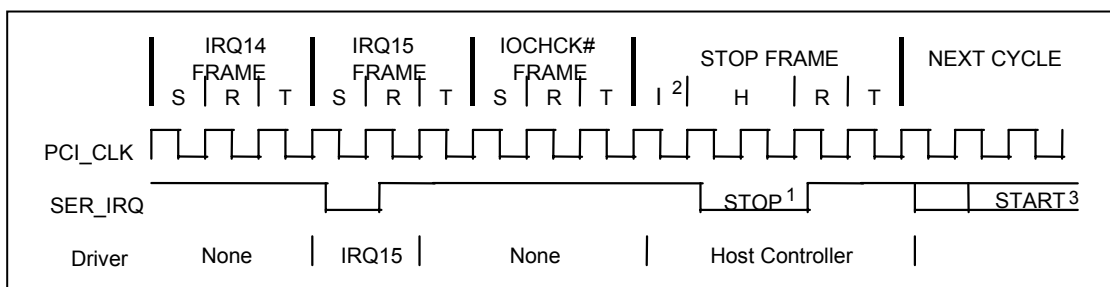 IRQ14 IRQ15 IOCHCK#
FRAME FRAME FRAME STOP FRAME NEXT CYCLE
S R T S R T S R T I 2 H R T
PCI_CLK
SER_IRQ STOP 1 START 3
Driver None IRQ15 None Host Controller